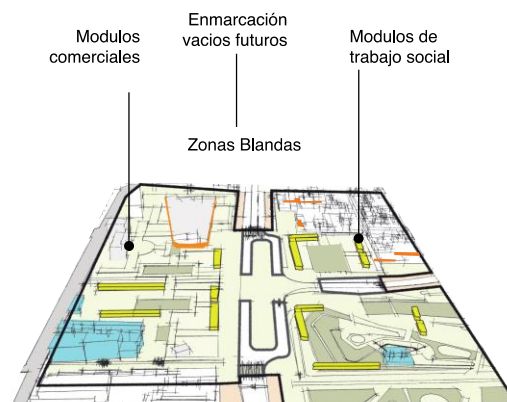 Modulos
comerciales
Enmarcación
vacios futuros
Modulos de
trabajo social
Zonas Blandas